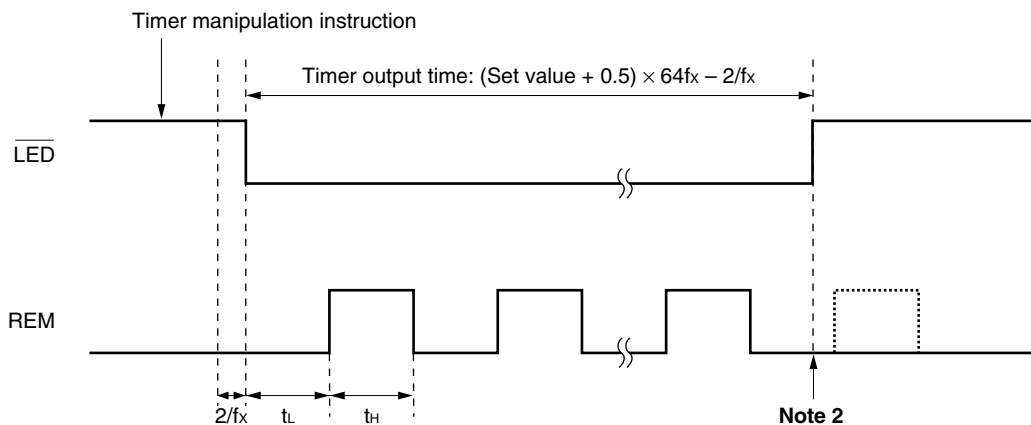 Timer manipulation instruction
Timer output time: (Set value + 0.5) × 64fx – 2/fx
LED
REM
2/fx
tL
tH
Note 2